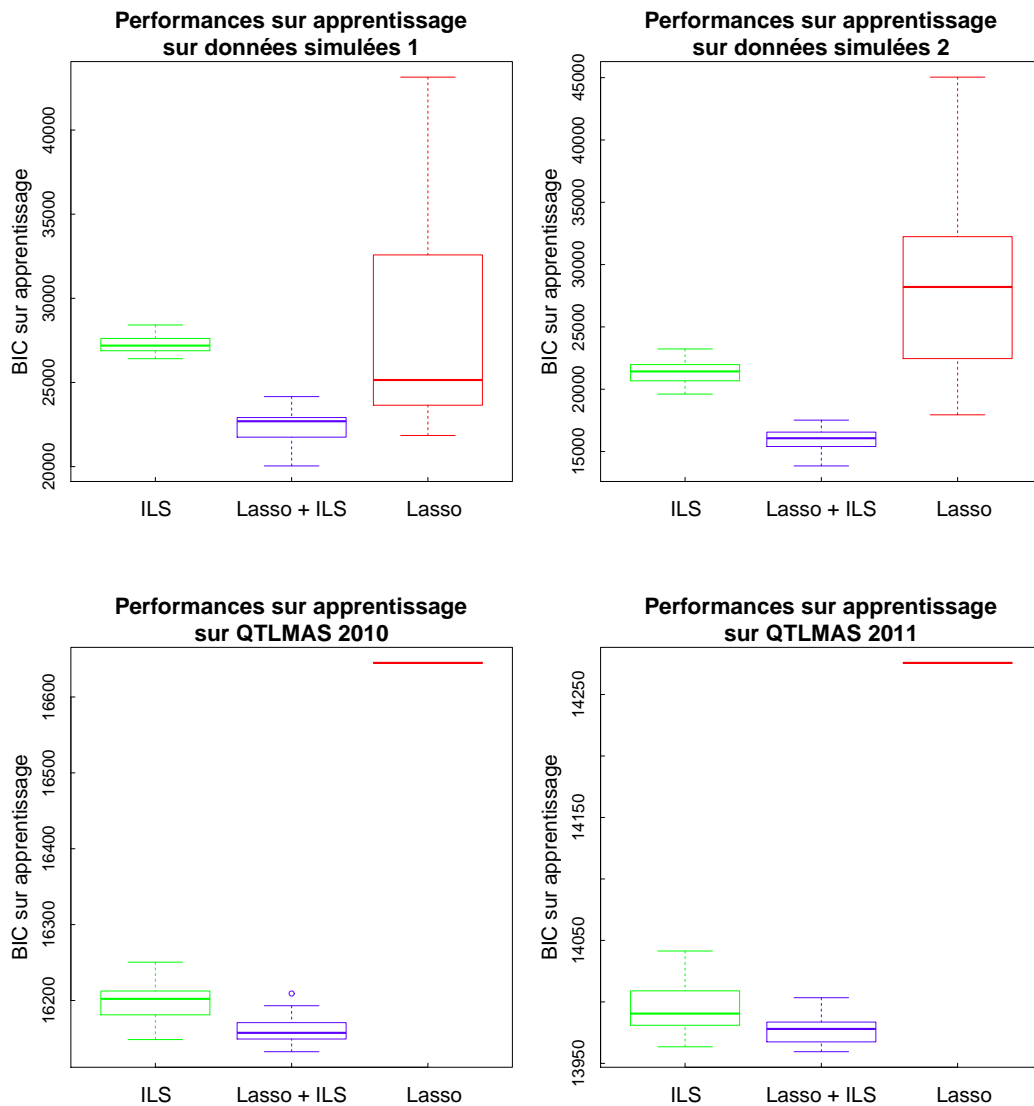 Performances sur apprentissage
sur données simulées 1
BIC sur apprentissage
40000
35000
30000
25000
20000
ILS
Lasso + ILS
Lasso
Performances sur apprentissage
sur données simulées 2
BIC sur apprentissage
45000
40000
35000
30000
25000
20000
15000
ILS
Lasso + ILS
Lasso
Performances sur apprentissage
sur QTLMAS 2010
BIC sur apprentissage
16600
16500
16400
16300
16200
ILS
Lasso + ILS
Lasso
Performances sur apprentissage
sur QTLMAS 2011
BIC sur apprentissage
14250
14150
14050
13950
ILS
Lasso + ILS
Lasso